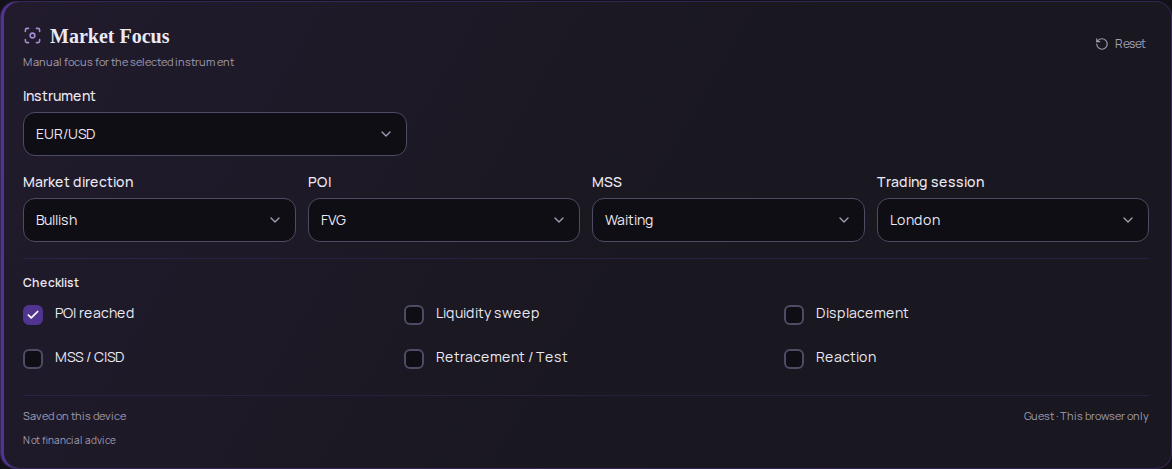 Market Focus
Reset
Manual focus for the selected instrument
Instrument
EUR/USD
Market direction POI MSS Trading session
Bullish FVG Waiting London
Checklist
POI reached Liquidity sweep Displacement
MSS / CISD Retracement / Test Reaction
Saved on this device Guest · This browser only
Not financial advice